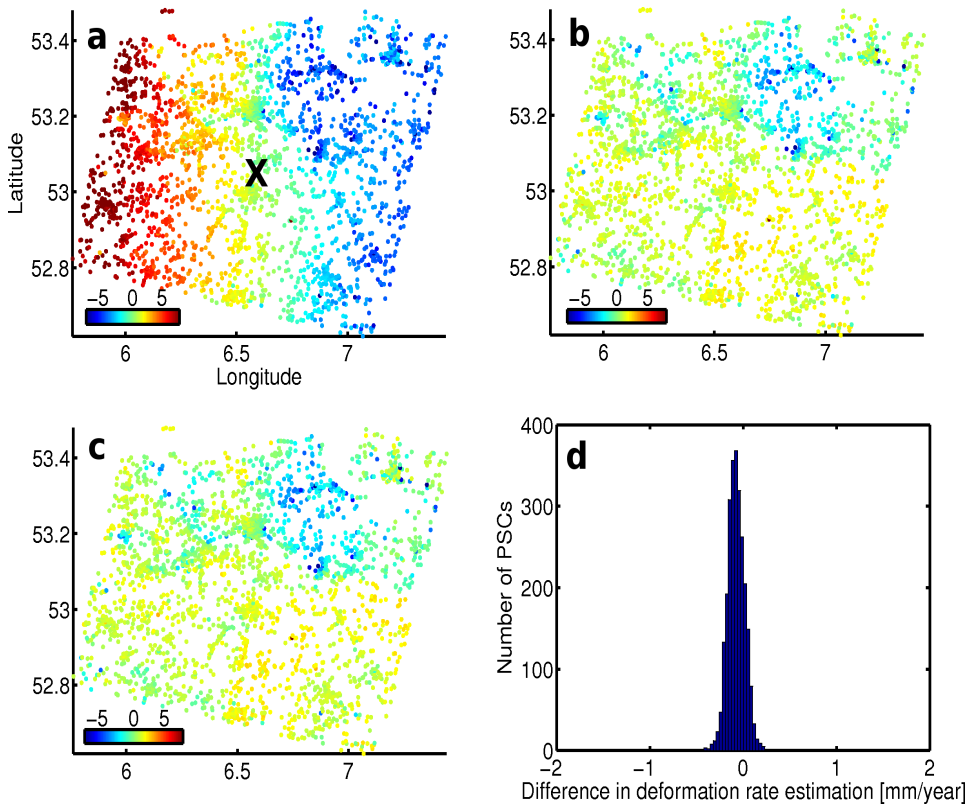 a
53.4
53.2
53
52.8
Latitude
X
−5 0 5
6 6.5 7
Longitude
b
53.4
53.2
53
52.8
−5 0 5
6 6.5 7
c
53.4
53.2
53
52.8
−5 0 5
6 6.5 7
d
400
300
200
100
0
Number of PSCs
−2 −1 0 1 2
Difference in deformation rate estimation [mm/year]